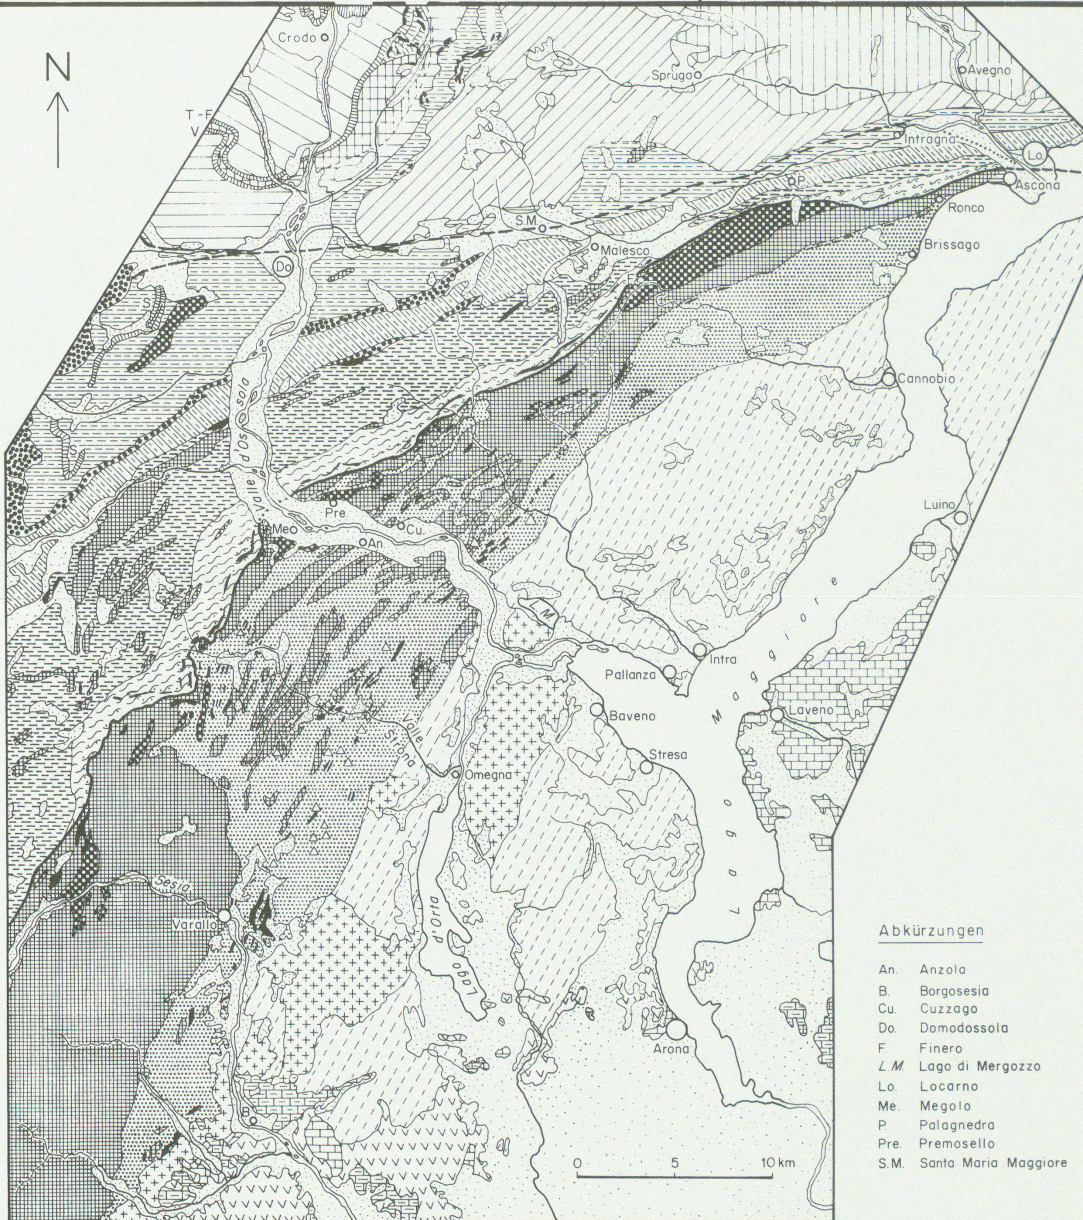 N
Crodo
Spruga
Avegno
T-F
V
Intragna
Lo.
P.
Ascona
S.M.
Ronco
Malesco
Brissago
Do
S
Cannobio
d'Ossola
Valle
Luino
Pre.
Me
Cu.
An.
M
Intra
Pallanza
Lago Maggiore
Baveno
Laveno
Valle Strona
Stresa
Omegna
Sesia
Varallo
Lago d'Orta
Arona
B.
0 5 10 km
Abkürzungen
An. Anzola
B. Borgosesia
Cu. Cuzzago
Do. Domodossola
F Finero
L.M. Lago di Mergozzo
Lo. Locarno
Me. Megolo
P. Palagnedra
Pre. Premosello
S.M. Santa Maria Maggiore